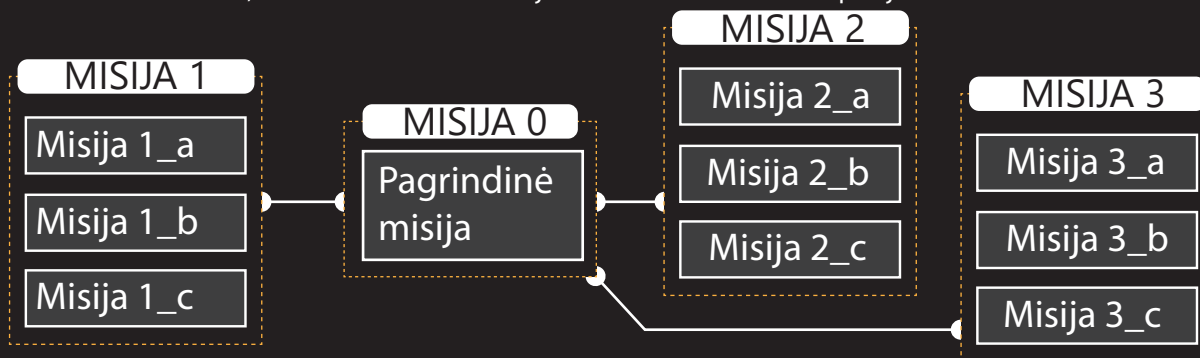 MISIJA 1
Misija 1_a
Misija 1_b
Misija 1_c
MISIJA 0
Pagrindinė
misija
MISIJA 2
Misija 2_a
Misija 2_b
Misija 2_c
MISIJA 3
Misija 3_a
Misija 3_b
Misija 3_c